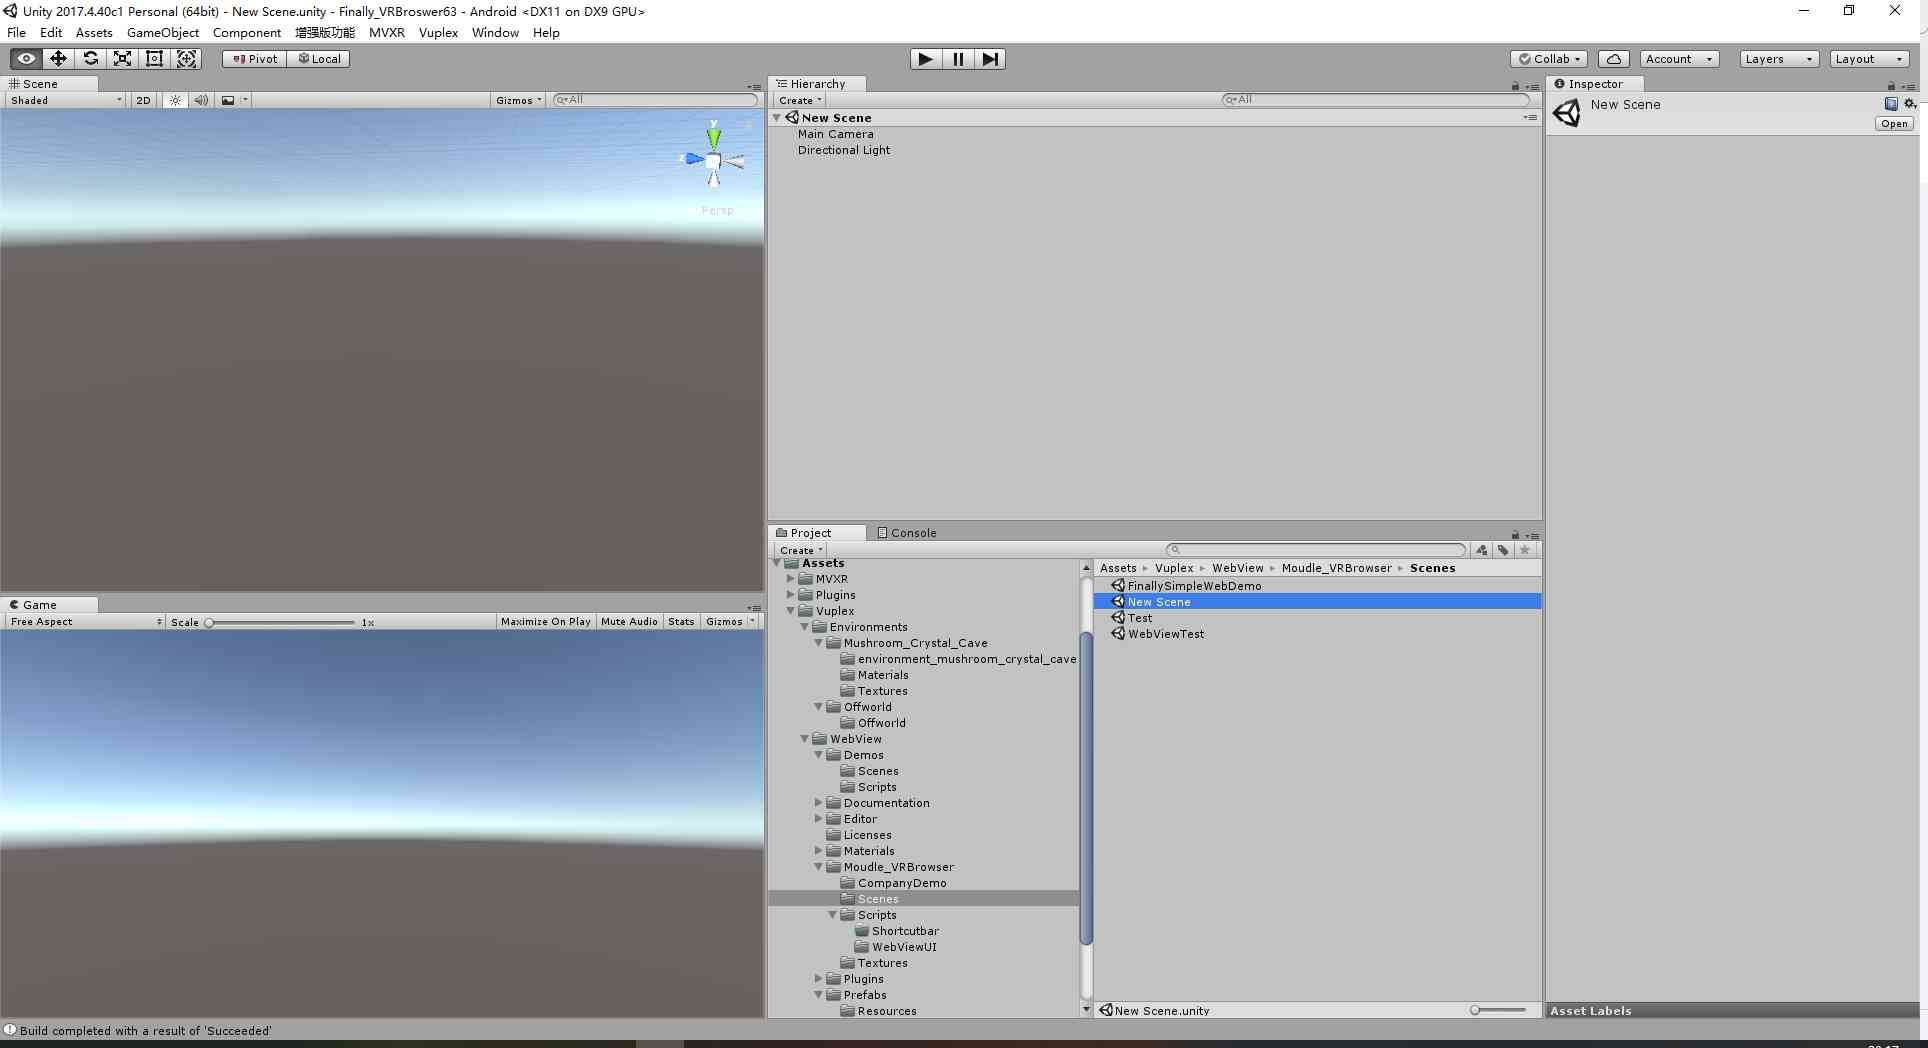 Unity 2017.4.40c1 Personal (64bit) - New Scene.unity - Finally_VRBroswer63 - Android <DX11 on DX9 GPU>
File Edit Assets GameObject Component 增强版功能 MVXR Vuplex Window Help
Pivot Local Collab Account Layers Layout
Scene
Shaded 2D Gizmos All
y
z
Persp
Game
Free Aspect Scale 1x Maximize On Play Mute Audio Stats Gizmos
Hierarchy
Create All
New Scene
Main Camera
Directional Light
Project Console
Create
Assets
MVXR
Plugins
Vuplex
Environments
Mushroom_Crystal_Cave
environment_mushroom_crystal_cave
Materials
Textures
Offworld
Offworld
WebView
Demos
Scenes
Scripts
Documentation
Editor
Licenses
Materials
Moudle_VRBrowser
CompanyDemo
Scenes
Scripts
Shortcutbar
WebViewUI
Textures
Plugins
Prefabs
Resources
Assets Vuplex WebView Moudle_VRBrowser Scenes
FinallySimpleWebDemo
New Scene
Test
WebViewTest
New Scene.unity
Inspector
New Scene
Open
Asset Labels
Build completed with a result of 'Succeeded'